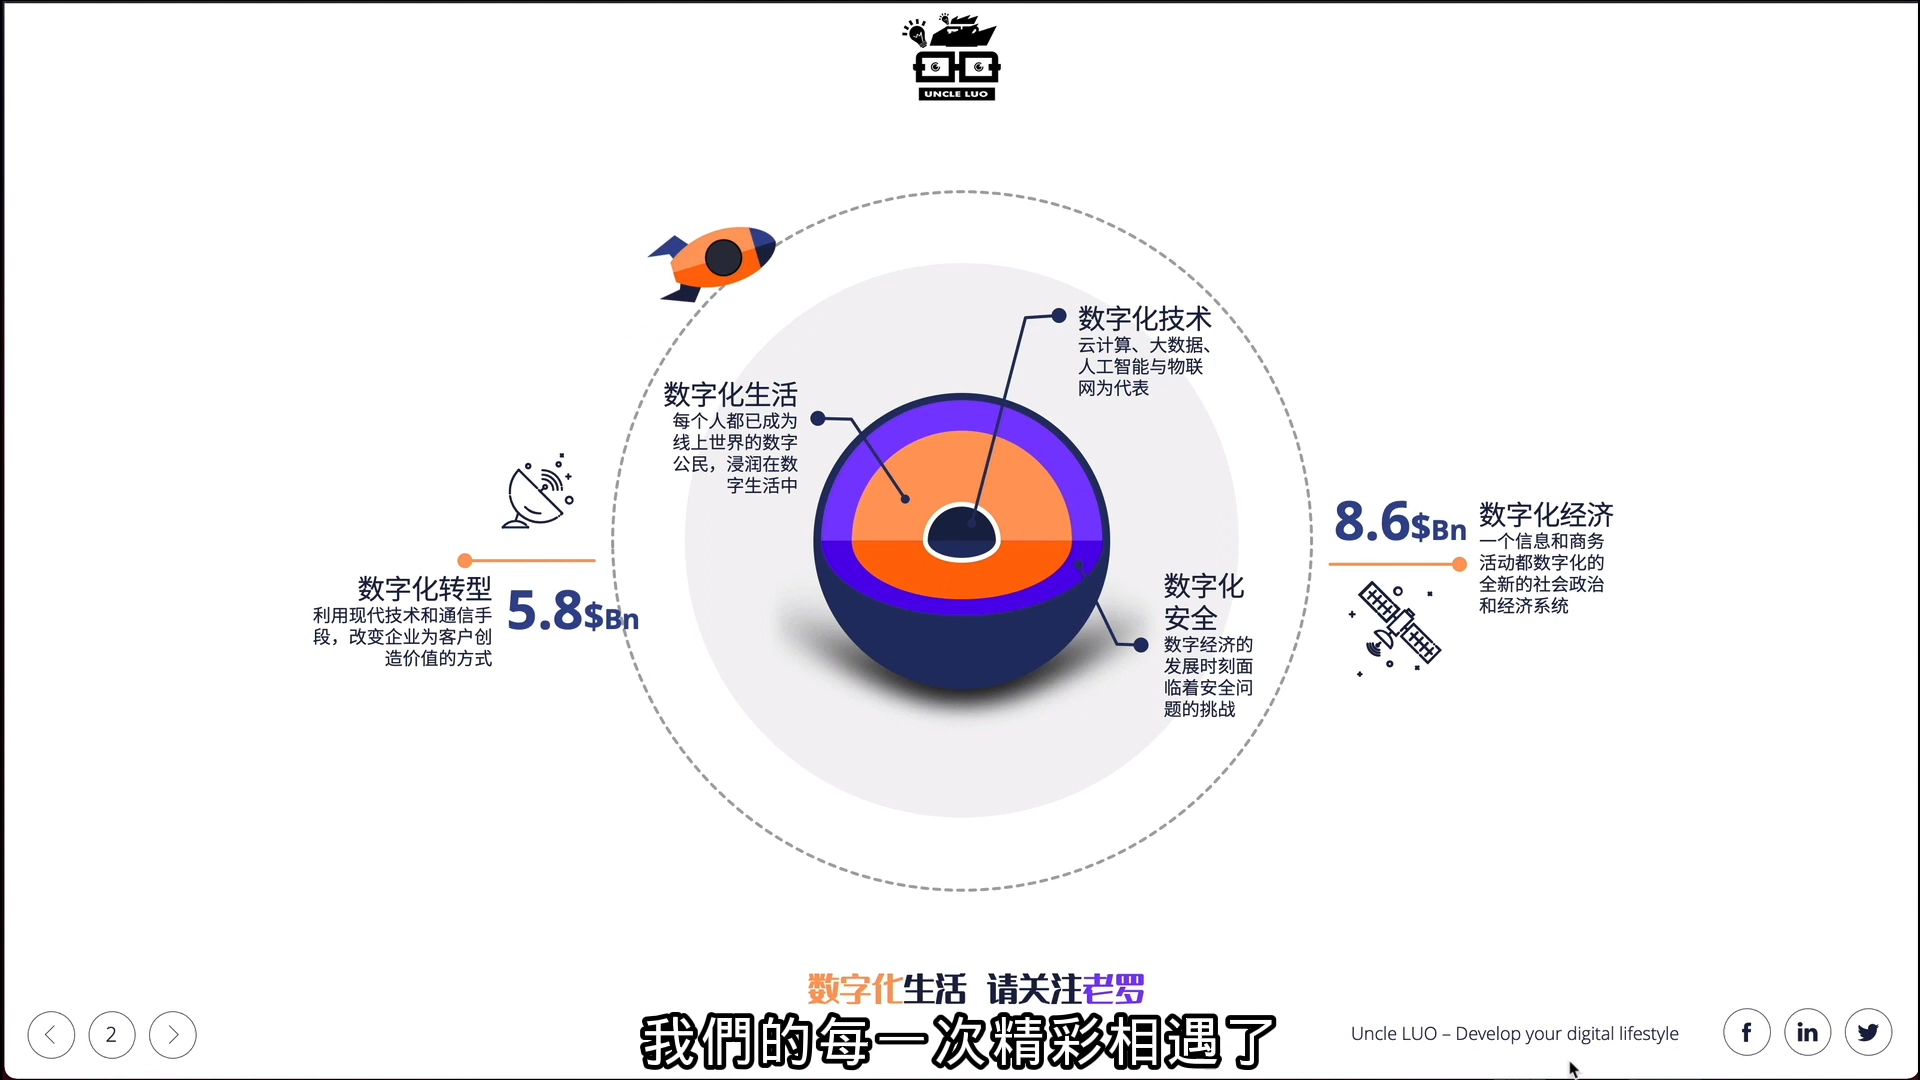 UNCLE LUO
数字化技术
云计算、大数据、
人工智能与物联
网为代表
数字化生活
每个人都已成为
线上世界的数字
公民，浸润在数
字生活中
数字化转型
利用现代技术和通信手
段，改变企业为客户创
造价值的方式
5.8$Bn
8.6$Bn
数字化经济
一个信息和商务
活动都数字化的
全新的社会政治
和经济系统
数字化
安全
数字经济的
发展时刻面
临着安全问
题的挑战
数字化生活 请关注老罗
我們的每一次精彩相遇了
2
Uncle LUO – Develop your digital lifestyle
f
in